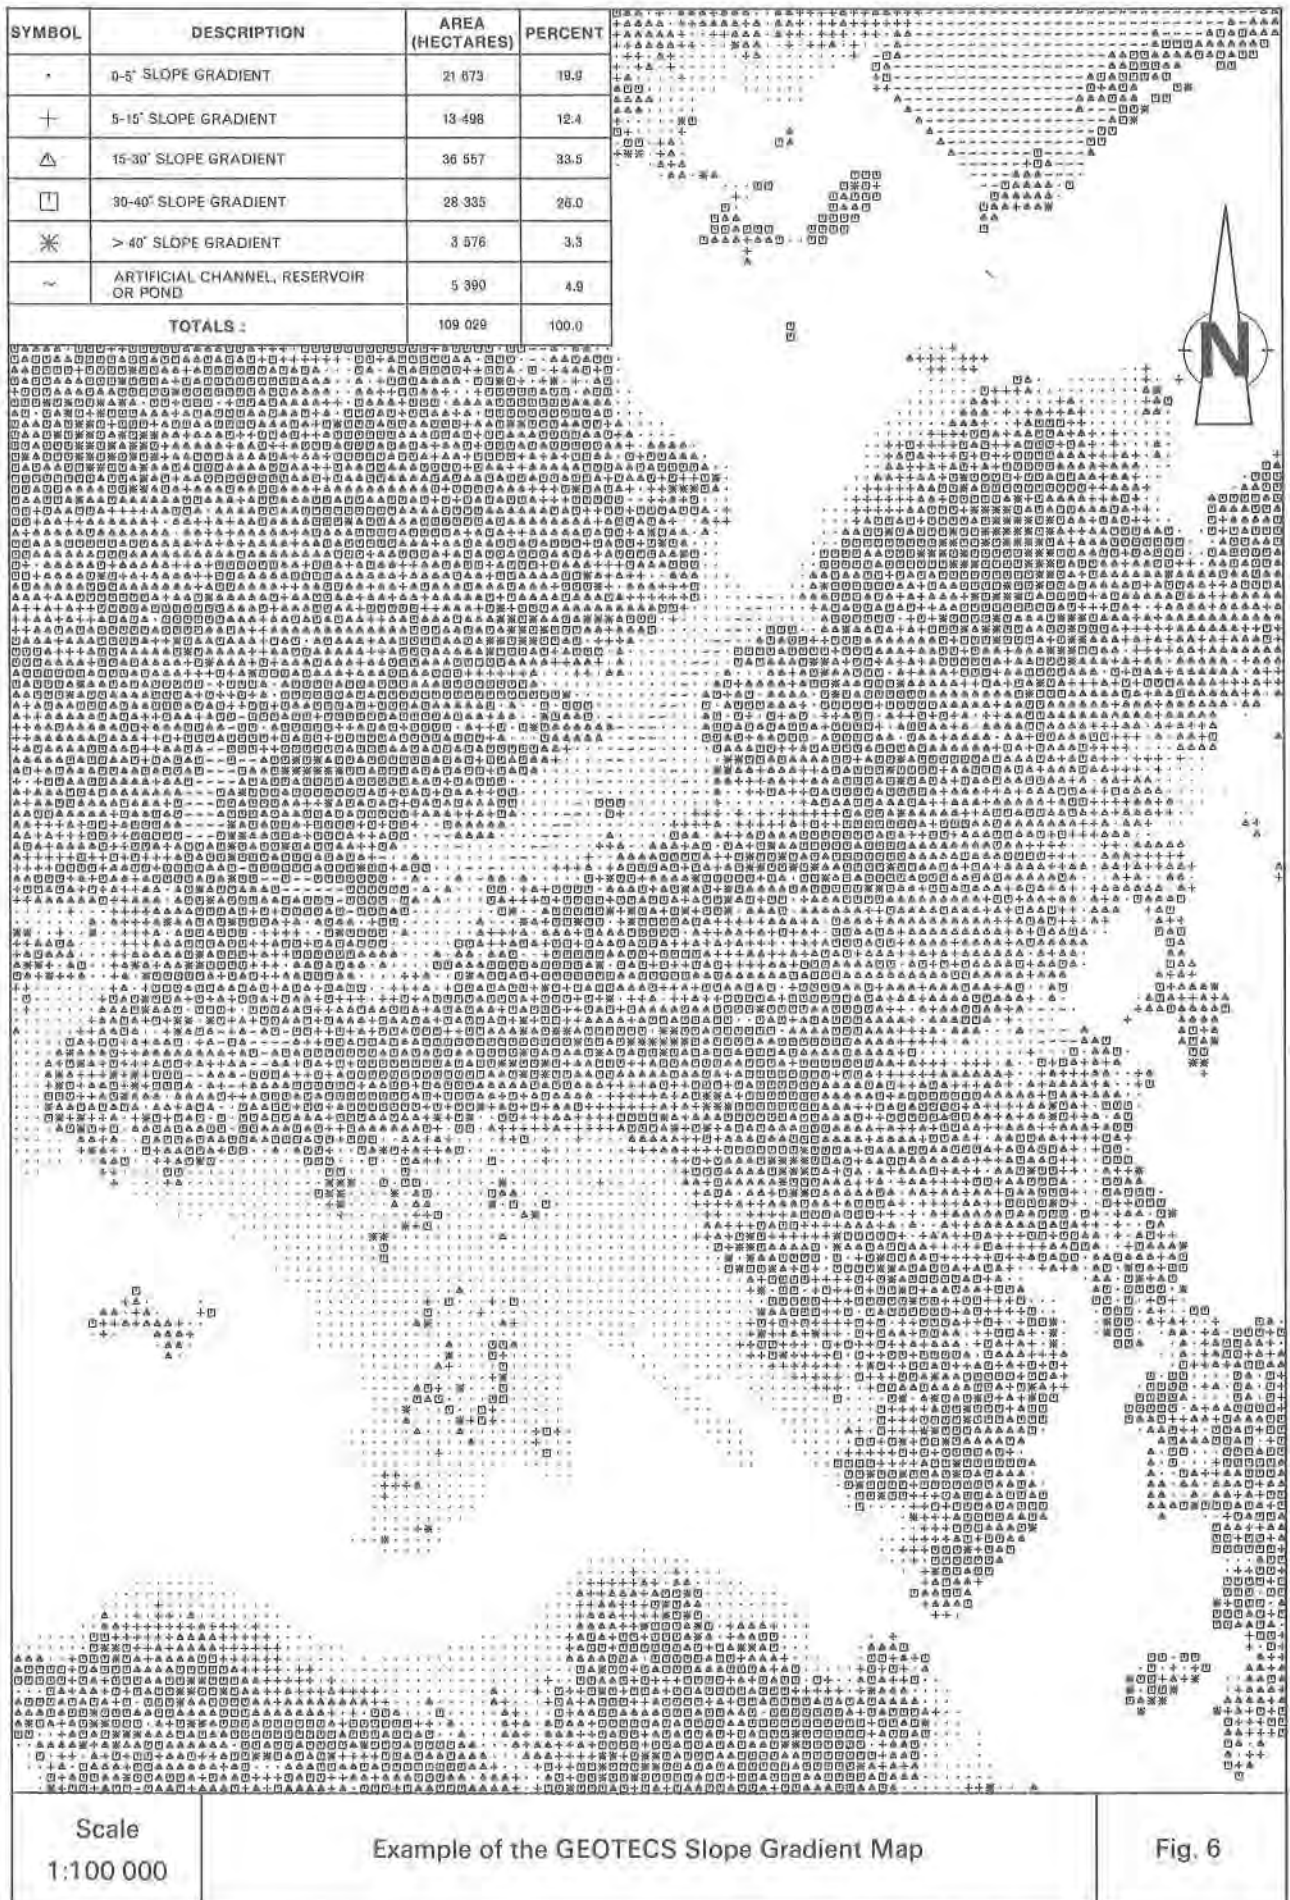 SYMBOL DESCRIPTION AREA (HECTARES) PERCENT
· 0-5° SLOPE GRADIENT 21 673 19.9
+ 5-15° SLOPE GRADIENT 13 498 12.4
15-30° SLOPE GRADIENT 36 557 33.5
30-40° SLOPE GRADIENT 28 335 26.0
> 40° SLOPE GRADIENT 3 576 3.3
~ ARTIFICIAL CHANNEL, RESERVOIR
OR POND 5 390 4.9
TOTALS : 109 029 100.0
N
Scale
1:100 000
Example of the GEOTECS Slope Gradient Map
Fig. 6